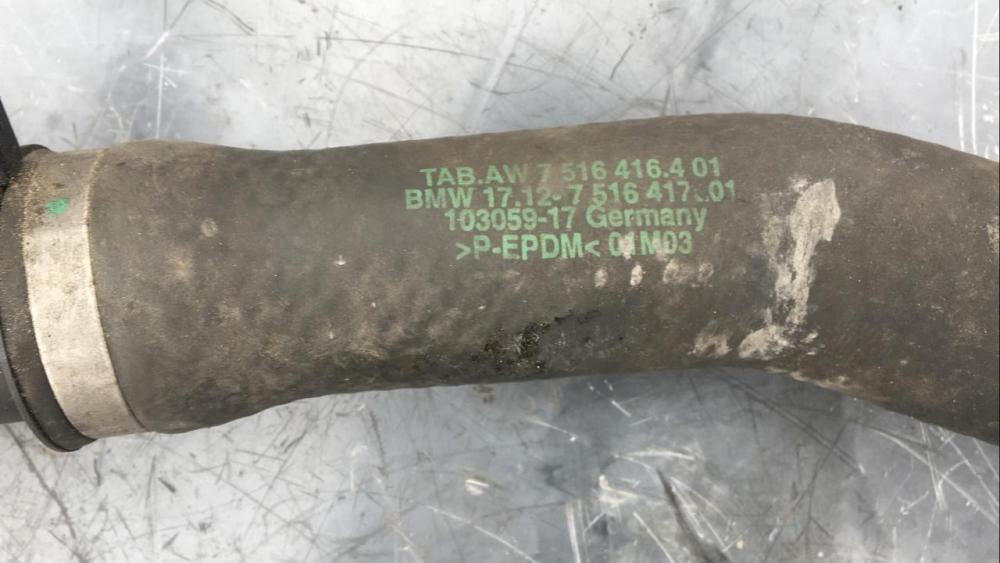 TAB.AW 7 516 416.4 01
BMW 17.12-7 516 417 .01
103059-17 Germany
>P-EPDM< 01M03